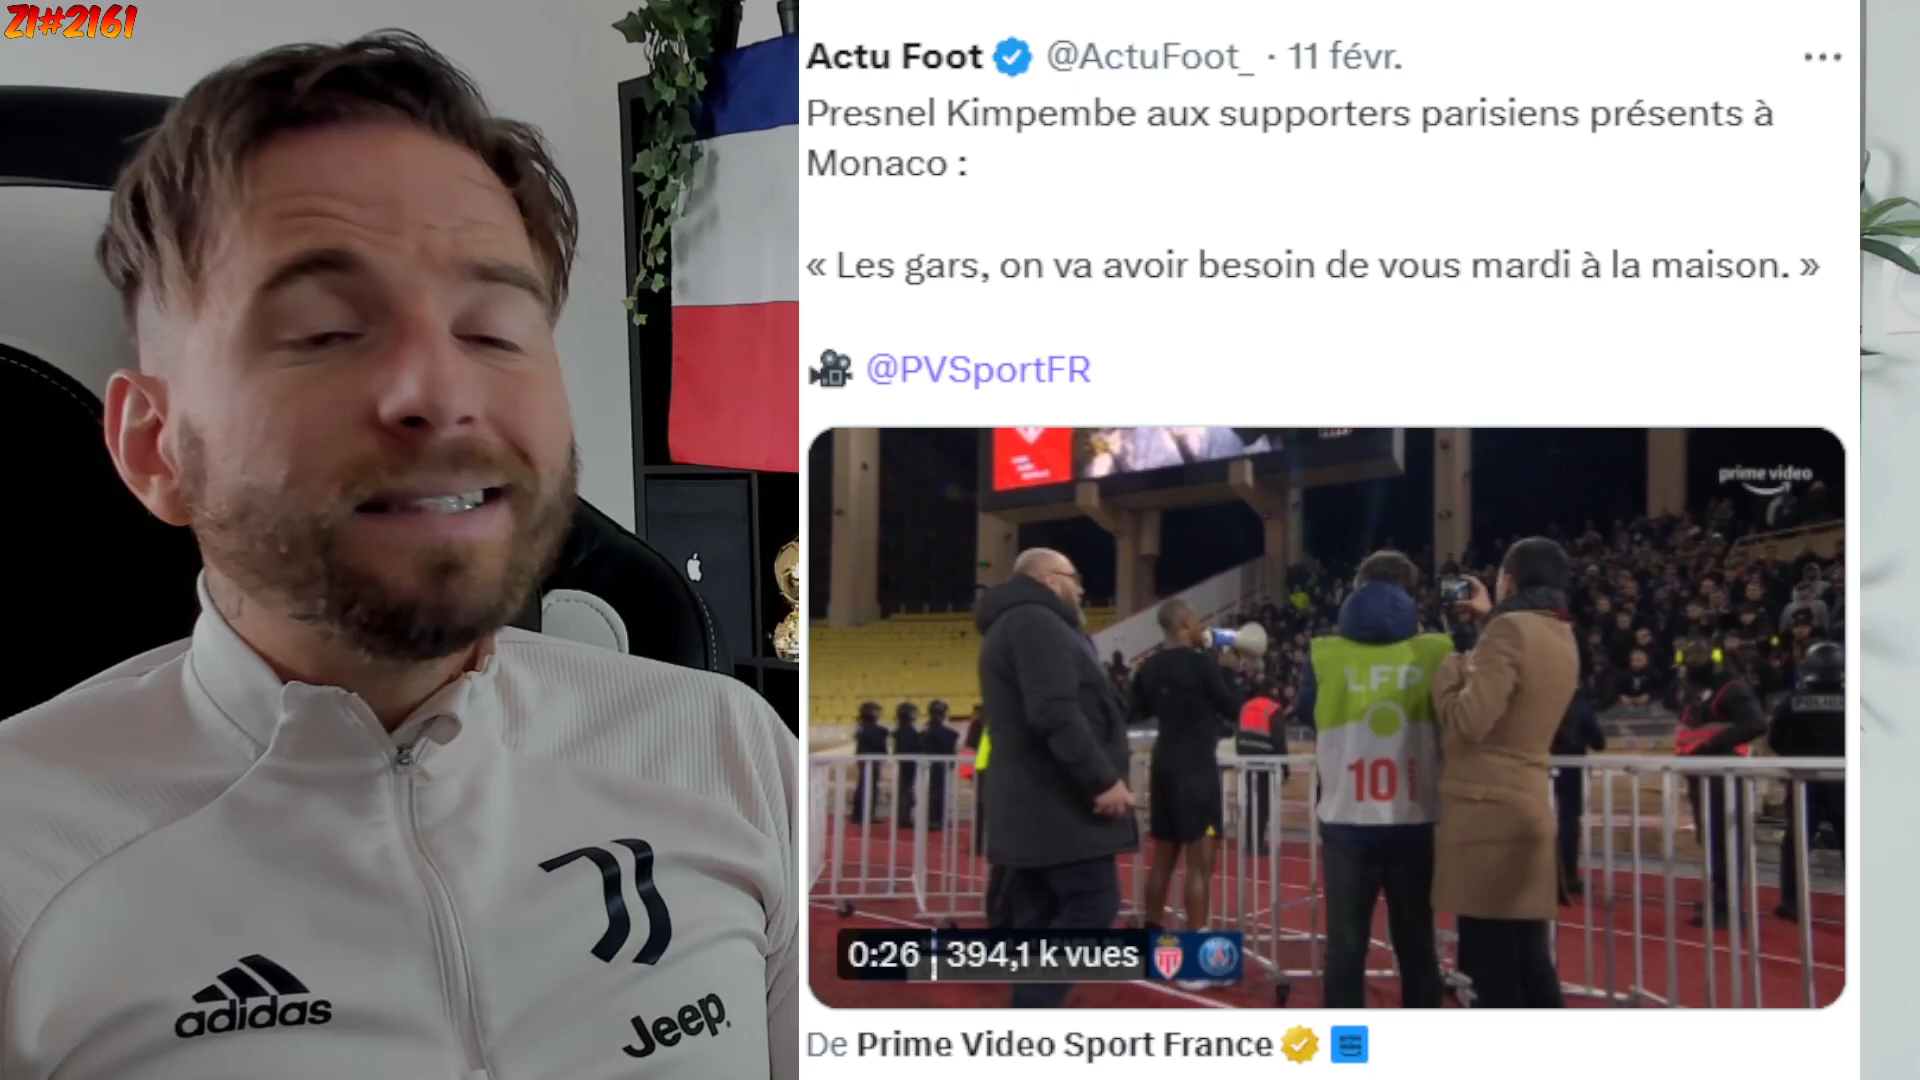 ZI#2161
Actu Foot @ActuFoot_ · 11 févr.
Presnel Kimpembe aux supporters parisiens présents à
Monaco :
« Les gars, on va avoir besoin de vous mardi à la maison. »
@PVSportFR
prime video
LFP
10
0:26 | 394,1 k vues
De Prime Video Sport France
adidas
Jeep